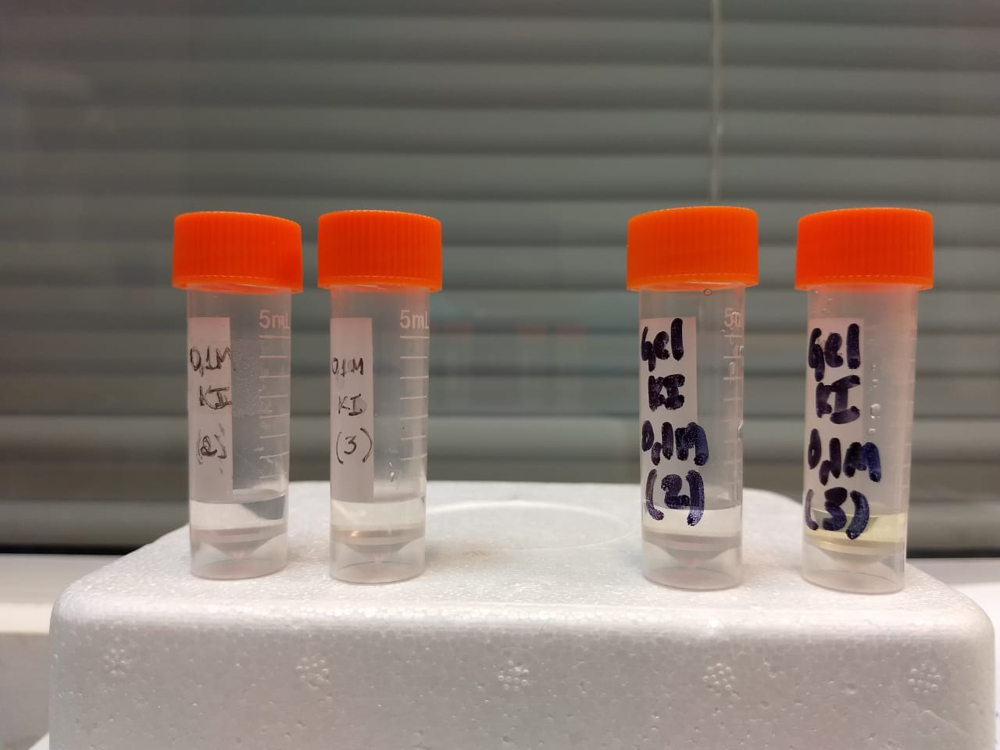 5mL
0,1M
KI
(2)
5mL
0,1M
KI
(3)
Gel
KI
0,1M
(2)
Gel
KI
0,1M
(3)